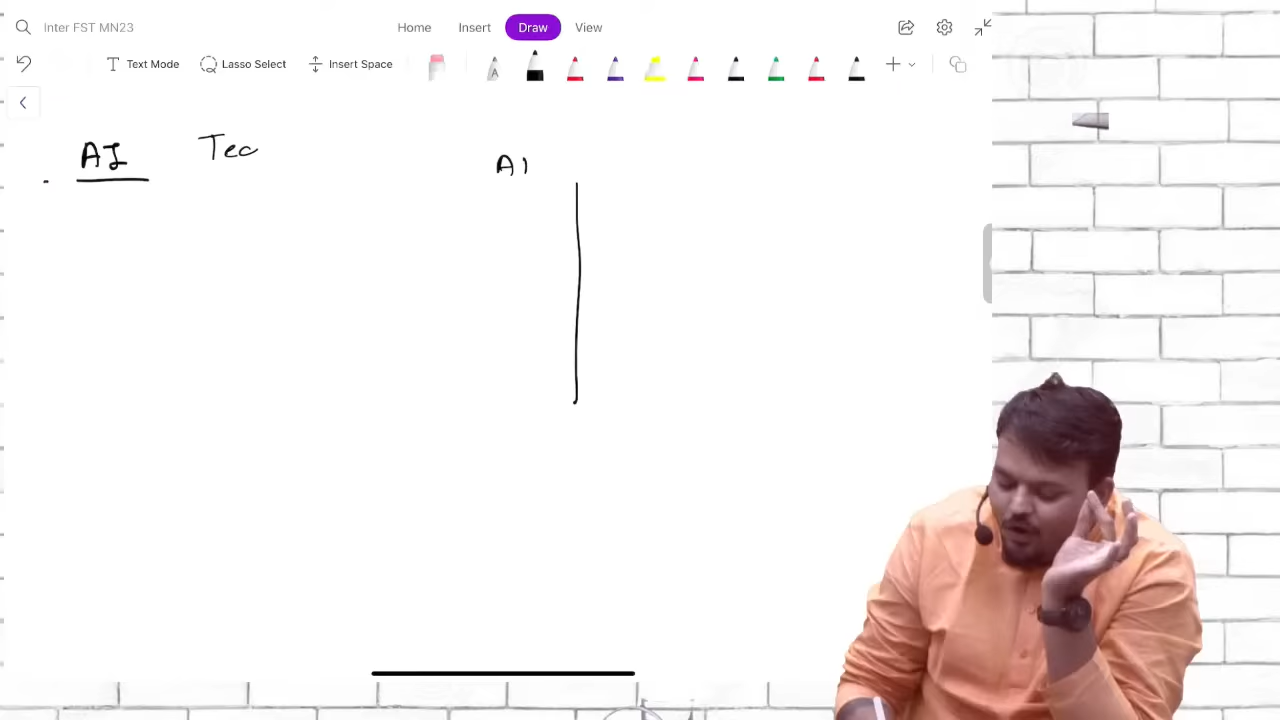 Inter FST MN23
Home Insert Draw View
Text Mode Lasso Select Insert Space
A
AI Tec
AI